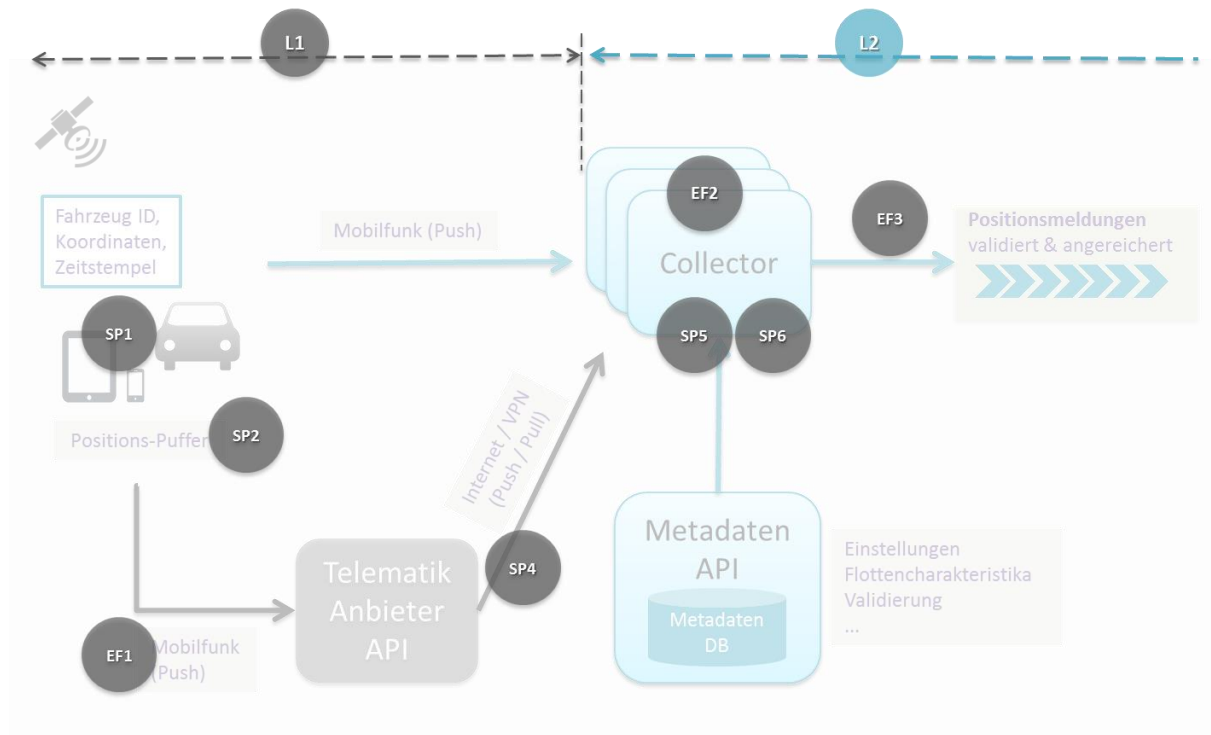 L1
L2
EF2
Fahrzeug ID,
Koordinaten,
Zeitstempel
Mobilfunk (Push)
EF3
Positionsmeldungen
validiert & angereichert
Collector
SP1
SP5
SP6
Positions-Puffer
SP2
Internet / VPN
(Push / Pull)
Telematik
Anbieter
API
SP4
Metadaten
API
Metadaten
DB
Einstellungen
Flottencharakteristika
Validierung
...
EF1
Mobilfunk
(Push)